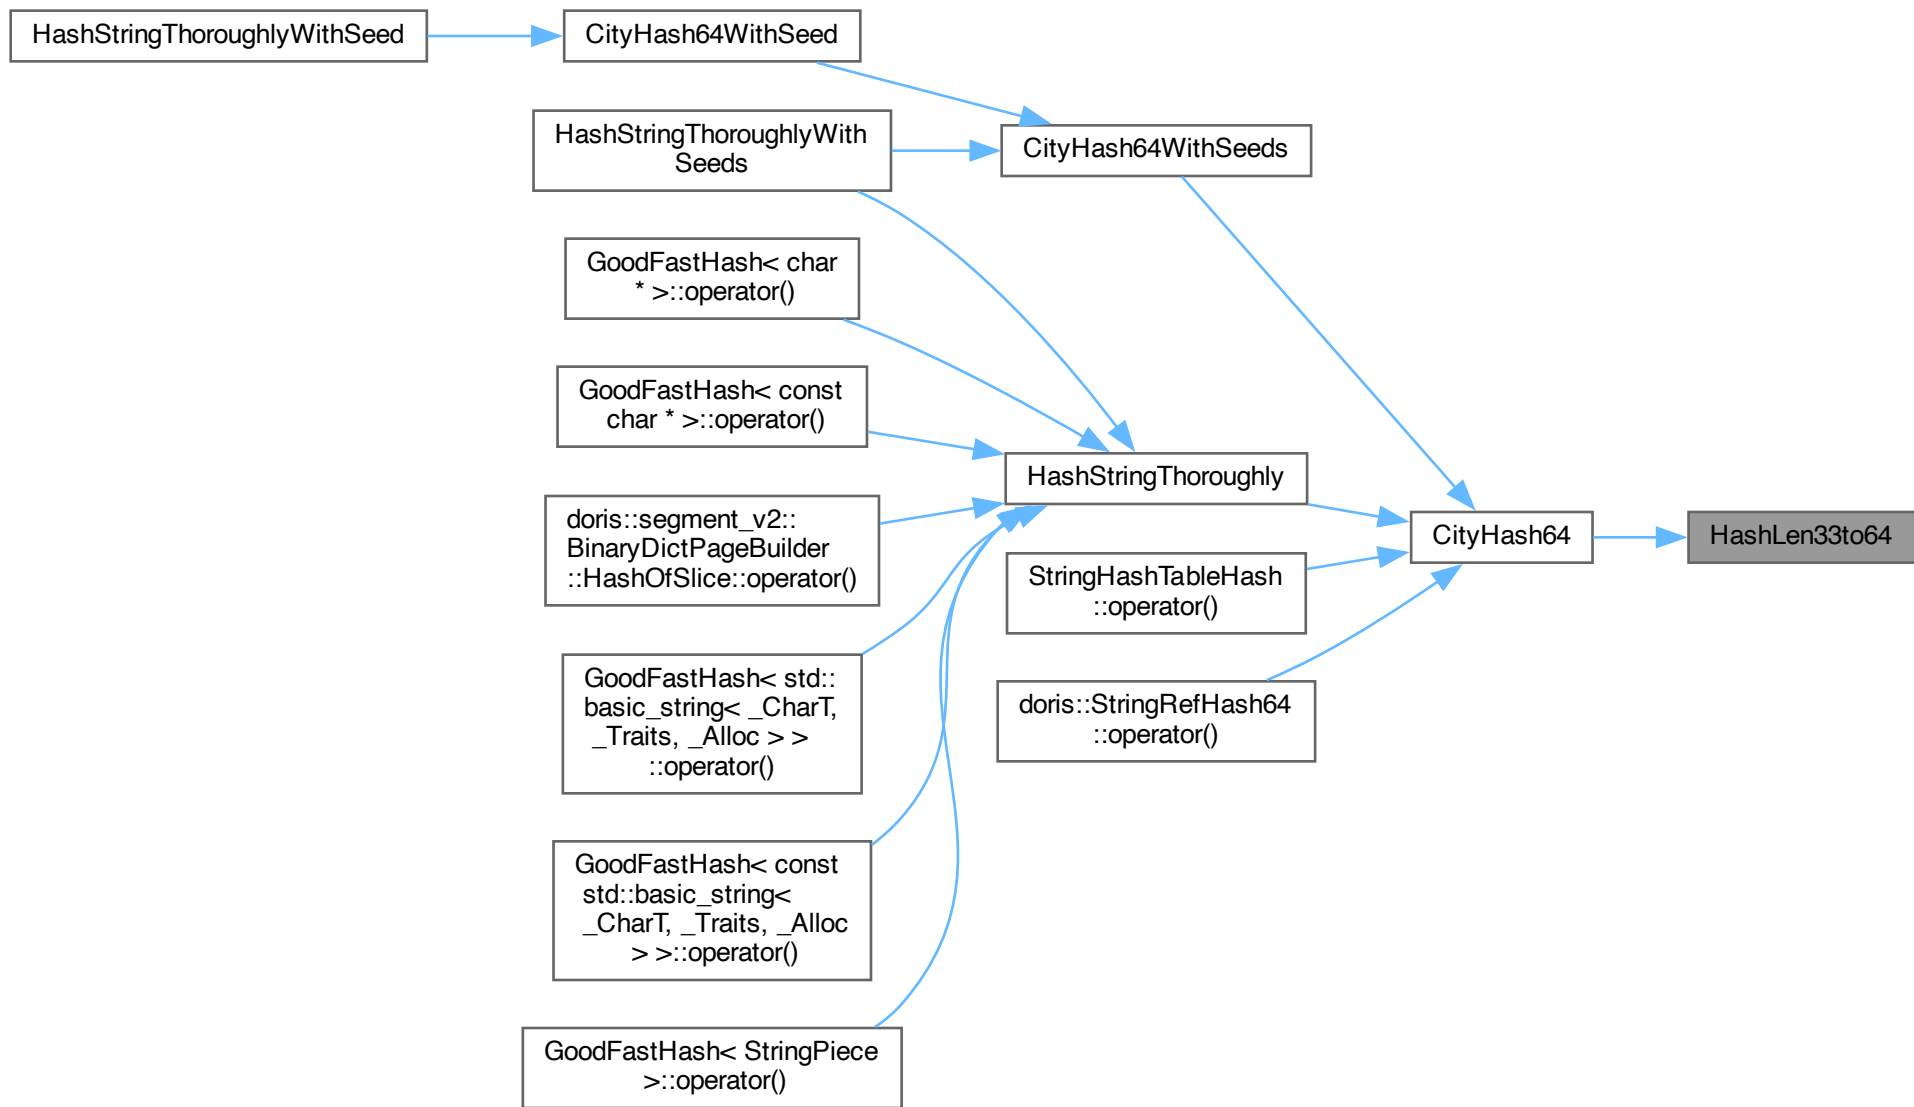 HashStringThoroughlyWithSeed
CityHash64WithSeed
HashStringThoroughlyWith
Seeds
CityHash64WithSeeds
GoodFastHash< char
* >::operator()
GoodFastHash< const
char * >::operator()
HashStringThoroughly
doris::segment_v2::
BinaryDictPageBuilder
::HashOfSlice::operator()
CityHash64
HashLen33to64
StringHashTableHash
::operator()
GoodFastHash< std::
basic_string< _CharT,
_Traits, _Alloc > >
::operator()
doris::StringRefHash64
::operator()
GoodFastHash< const
std::basic_string<
_CharT, _Traits, _Alloc
> >::operator()
GoodFastHash< StringPiece
>::operator()